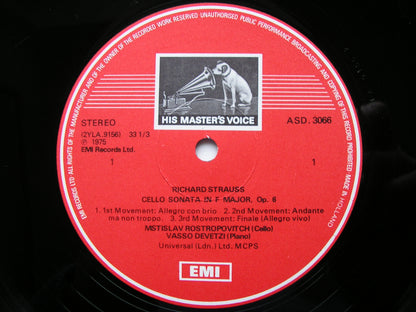 AND OF THE OWNER OF THE RECORDED WORK RESERVED UNAUTHORISED PUBLIC PERFORMANCE BROADCASTING AND COPYING OF THIS RECORD PROHIBITED MADE IN HOLLAND
EMI RECORDS LTD ALL RIGHTS OF THE MANUFACTURER
HIS MASTER'S VOICE
STEREO
ASD. 3066
(2YLA.9156) 33 1/3
℗ 1975
EMI Records Ltd.
1 1
RICHARD STRAUSS
CELLO SONATA IN F MAJOR, Op. 6
1. 1st Movement: Allegro con brio 2. 2nd Movement: Andante
ma non troppo. 3. 3rd Movement: Finale (Allegro vivo)
MSTISLAV ROSTROPOVITCH (Cello)
VASSO DEVETZI (Piano)
Universal (Ldn.) Ltd. MCPS
EMI